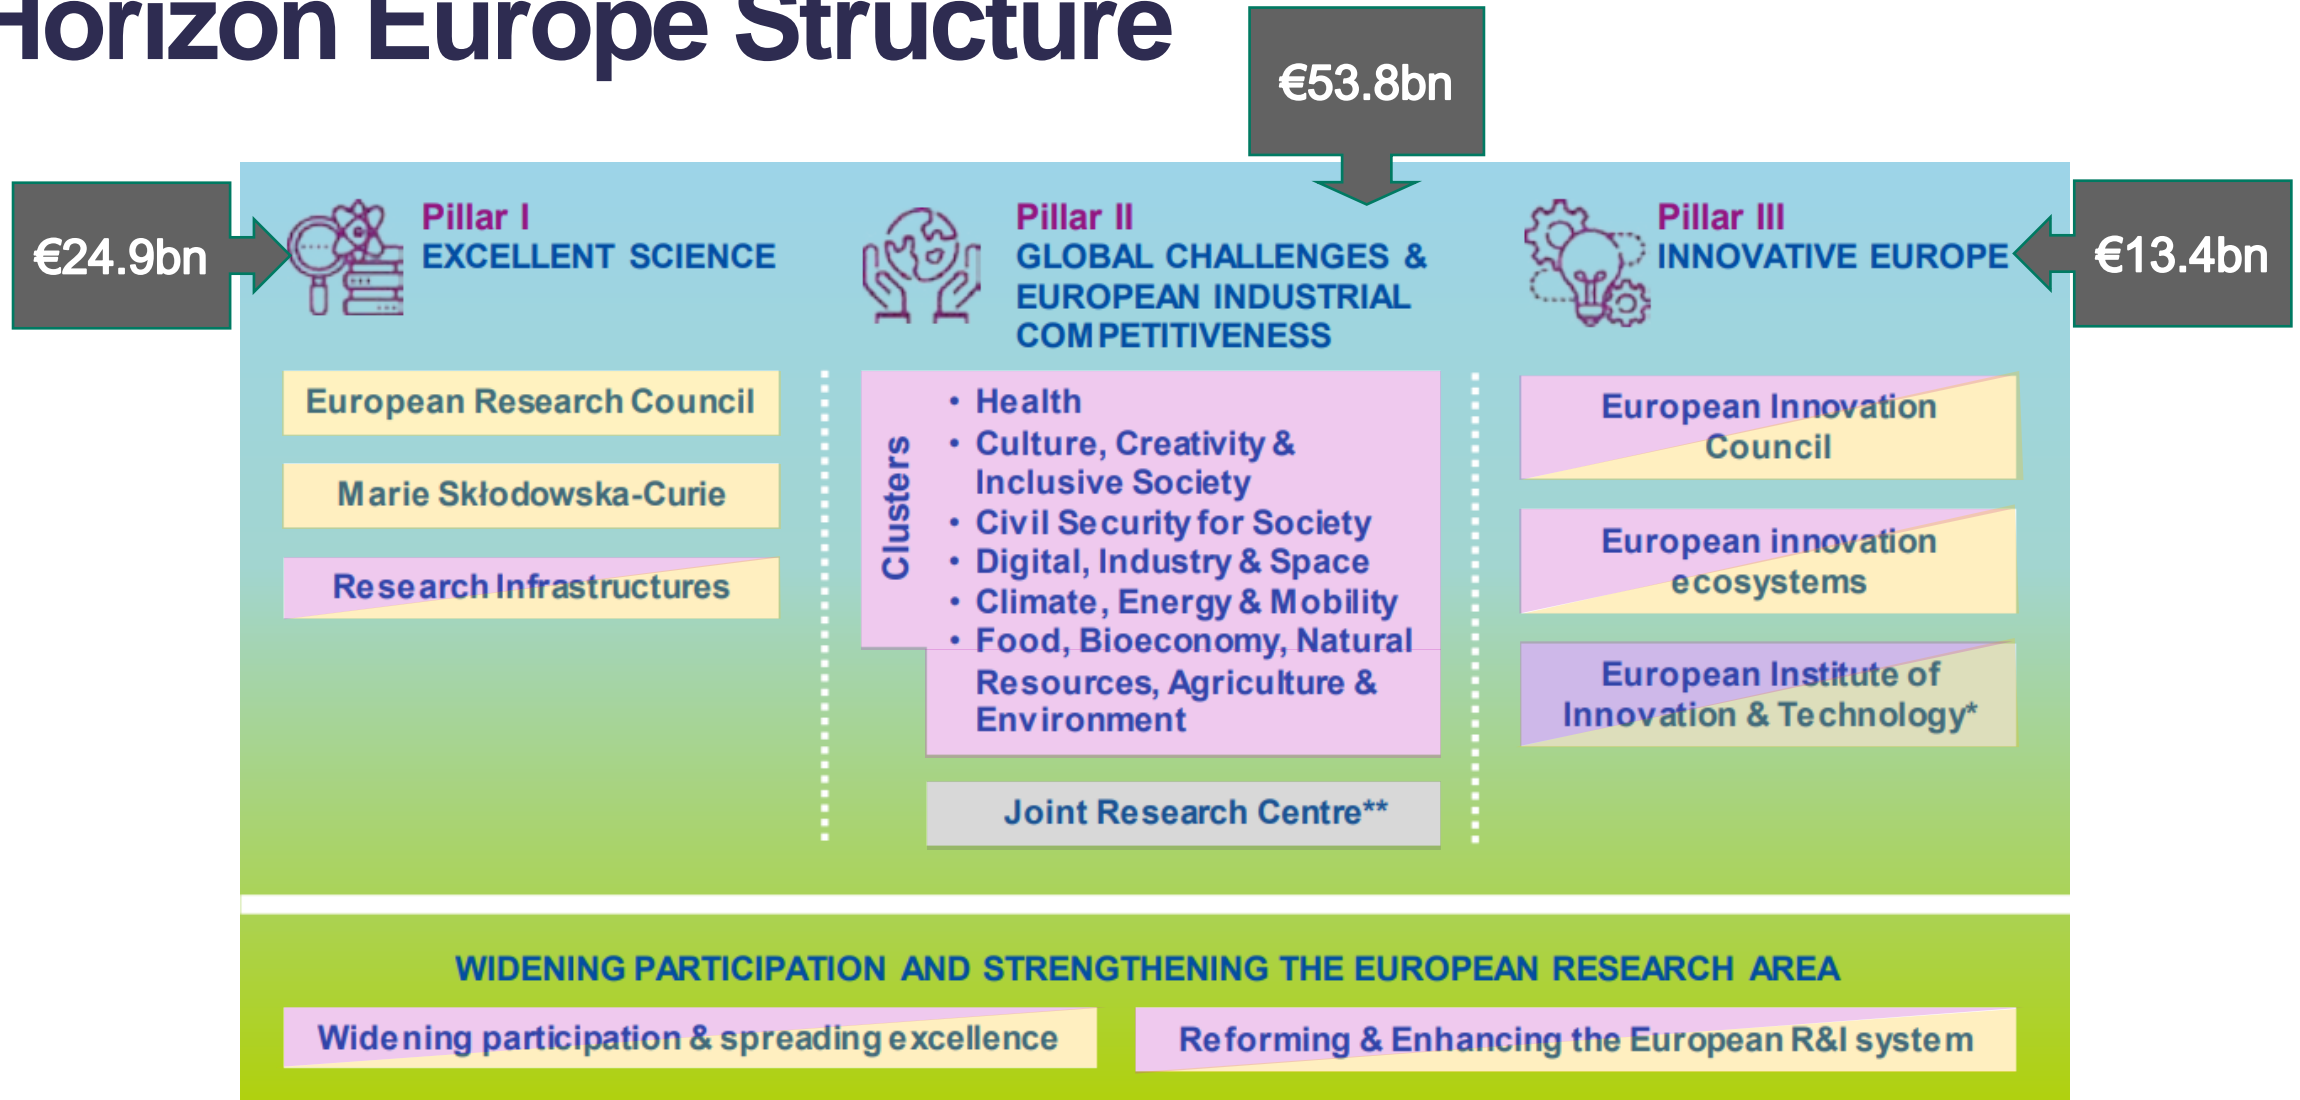 Horizon Europe Structure
€53.8bn
€24.9bn
€13.4bn
Pillar I
EXCELLENT SCIENCE
European Research Council
Marie Skłodowska-Curie
Research Infrastructures
Pillar II
GLOBAL CHALLENGES &
EUROPEAN INDUSTRIAL
COMPETITIVENESS
Clusters
• Health
• Culture, Creativity &
Inclusive Society
• Civil Security for Society
• Digital, Industry & Space
• Climate, Energy & Mobility
• Food, Bioeconomy, Natural
Resources, Agriculture &
Environment
Joint Research Centre**
Pillar III
INNOVATIVE EUROPE
European Innovation
Council
European innovation
ecosystems
European Institute of
Innovation & Technology*
WIDENING PARTICIPATION AND STRENGTHENING THE EUROPEAN RESEARCH AREA
Widening participation & spreading excellence
Reforming & Enhancing the European R&I system